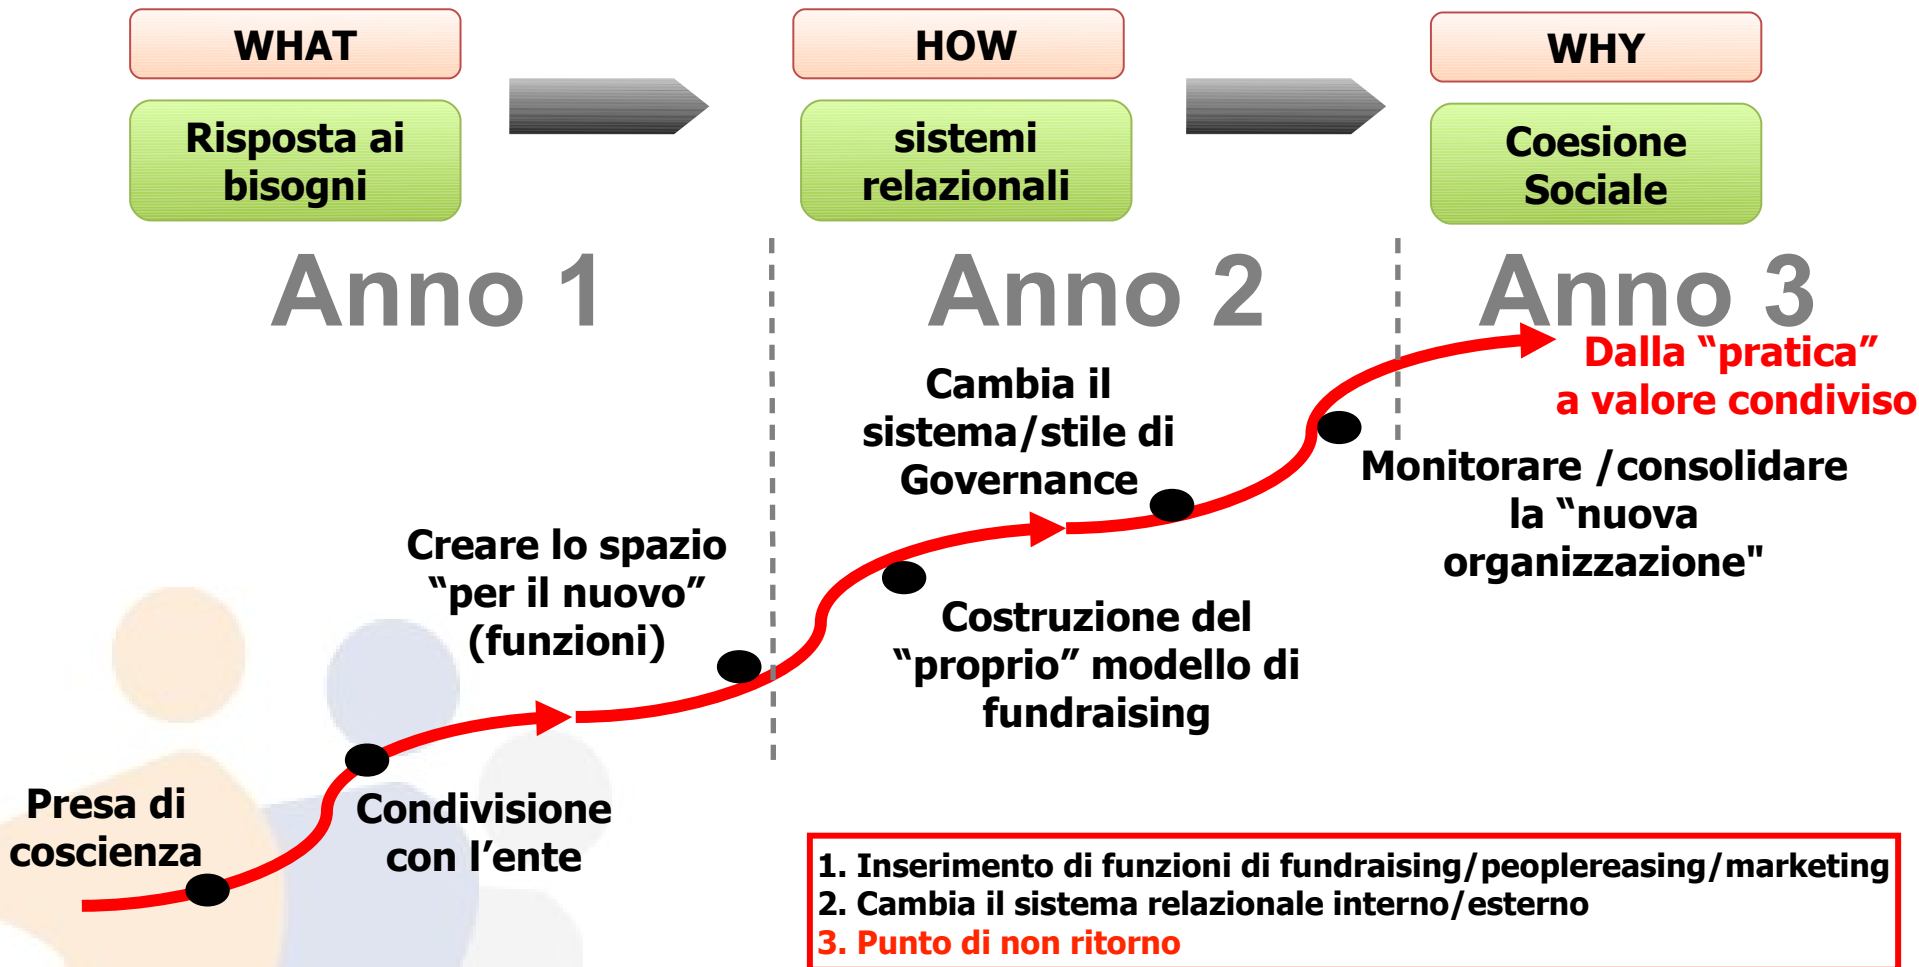 WHAT
HOW
WHY
Risposta ai
bisogni
sistemi
relazionali
Coesione
Sociale
Anno 1
Anno 2
Anno 3
Dalla “pratica”
a valore condiviso
Cambia il
sistema/stile di
Governance
Monitorare /consolidare
la “nuova
organizzazione"
Creare lo spazio
“per il nuovo”
(funzioni)
Costruzione del
“proprio” modello di
fundraising
Presa di
coscienza
Condivisione
con l’ente
1. Inserimento di funzioni di fundraising/peoplereasing/marketing
2. Cambia il sistema relazionale interno/esterno
3. Punto di non ritorno